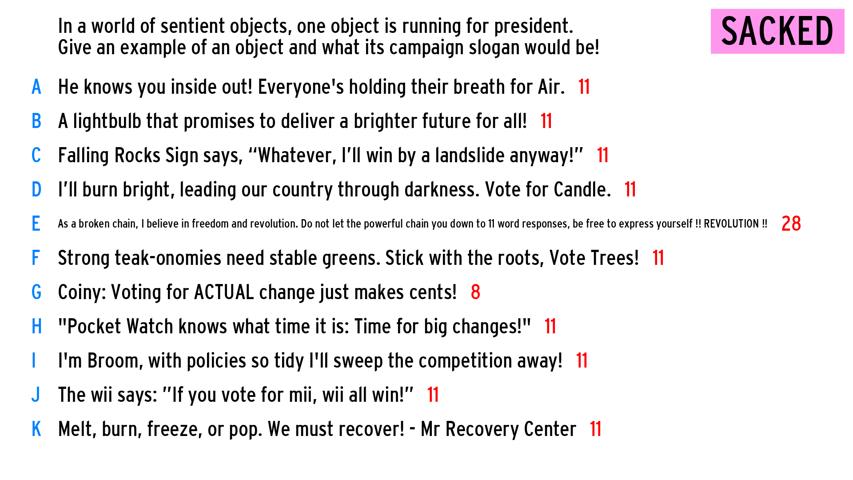 In a world of sentient objects, one object is running for president.
Give an example of an object and what its campaign slogan would be!
SACKED
A He knows you inside out! Everyone's holding their breath for Air. 11
B A lightbulb that promises to deliver a brighter future for all! 11
C Falling Rocks Sign says, “Whatever, I’ll win by a landslide anyway!” 11
D I’ll burn bright, leading our country through darkness. Vote for Candle. 11
E As a broken chain, I believe in freedom and revolution. Do not let the powerful chain you down to 11 word responses, be free to express yourself !! REVOLUTION !! 28
F Strong teak-onomies need stable greens. Stick with the roots, Vote Trees! 11
G Coiny: Voting for ACTUAL change just makes cents! 8
H "Pocket Watch knows what time it is: Time for big changes!" 11
I I'm Broom, with policies so tidy I'll sweep the competition away! 11
J The wii says: ”If you vote for mii, wii all win!” 11
K Melt, burn, freeze, or pop. We must recover! - Mr Recovery Center 11